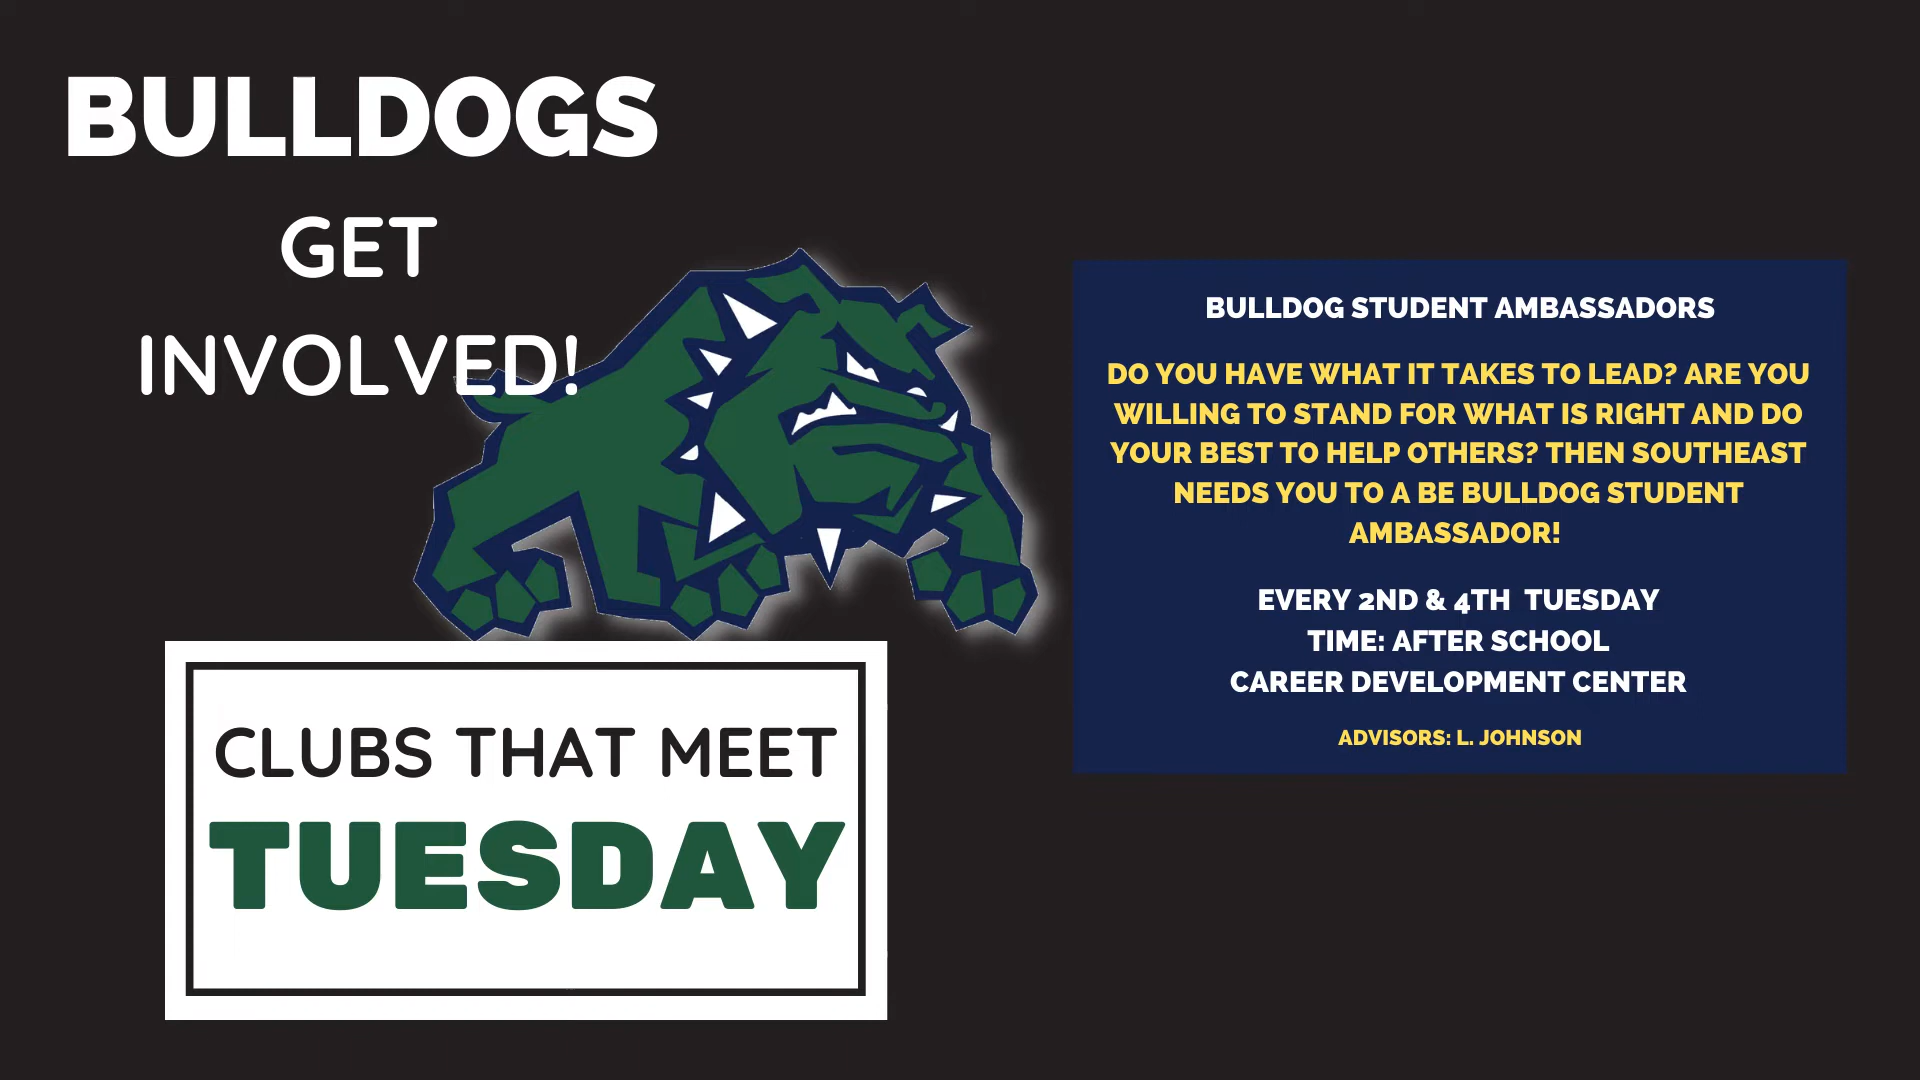 BULLDOGS
GET
INVOLVED!
CLUBS THAT MEET
TUESDAY
BULLDOG STUDENT AMBASSADORS
DO YOU HAVE WHAT IT TAKES TO LEAD? ARE YOU
WILLING TO STAND FOR WHAT IS RIGHT AND DO
YOUR BEST TO HELP OTHERS? THEN SOUTHEAST
NEEDS YOU TO A BE BULLDOG STUDENT
AMBASSADOR!
EVERY 2ND & 4TH TUESDAY
TIME: AFTER SCHOOL
CAREER DEVELOPMENT CENTER
ADVISORS: L. JOHNSON